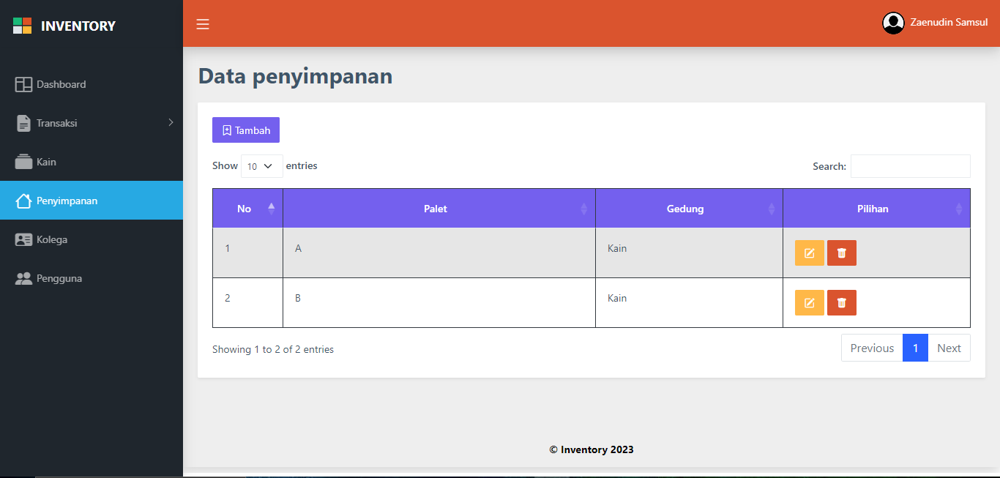 INVENTORY
Zaenudin Samsul
Dashboard
Transaksi
Kain
Penyimpanan
Kolega
Pengguna
Data penyimpanan
Tambah
Show 10 entries
Search:
No Palet Gedung Pilihan
1 A Kain
2 B Kain
Showing 1 to 2 of 2 entries
Previous 1 Next
© Inventory 2023